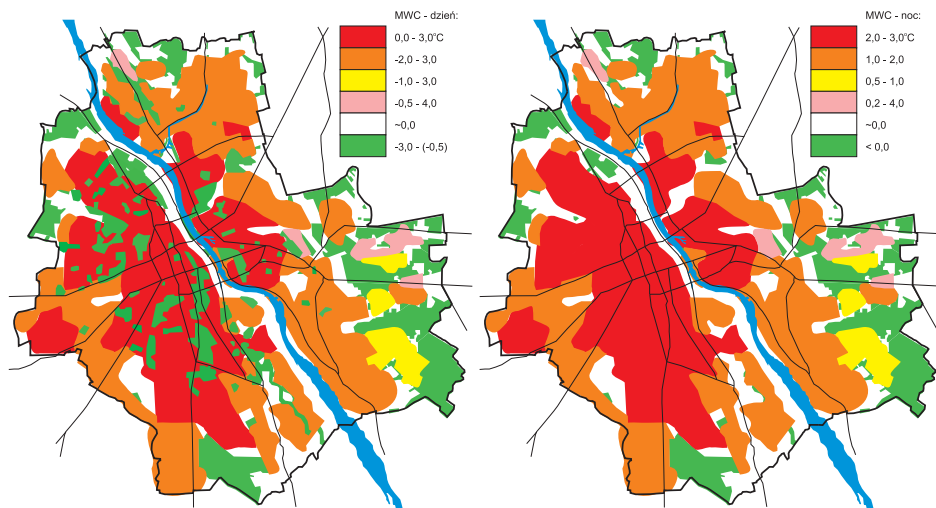 MWC - dzień:
0,0 - 3,0°C
-2,0 - 3,0
-1,0 - 3,0
-0,5 - 4,0
~0,0
-3,0 - (-0,5)
MWC - noc:
2,0 - 3,0°C
1,0 - 2,0
0,5 - 1,0
0,2 - 4,0
~0,0
< 0,0